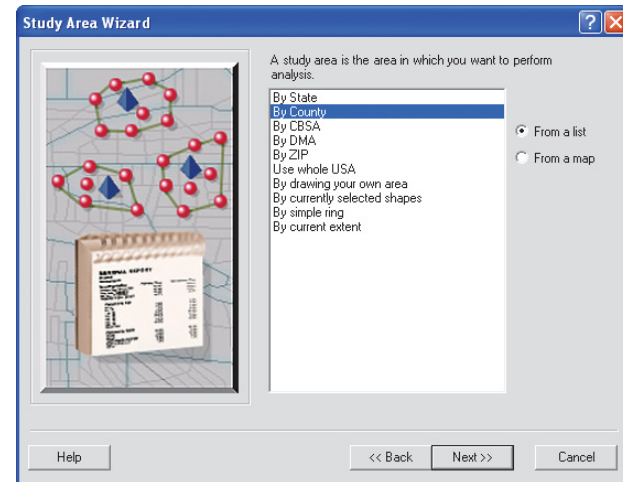 Study Area Wizard
A study area is the area in which you want to perform
analysis.
By State
By County
By CBSA
By DMA
By ZIP
Use whole USA
By drawing your own area
By currently selected shapes
By simple ring
By current extent
From a list
From a map
Help
<< Back
Next >>
Cancel